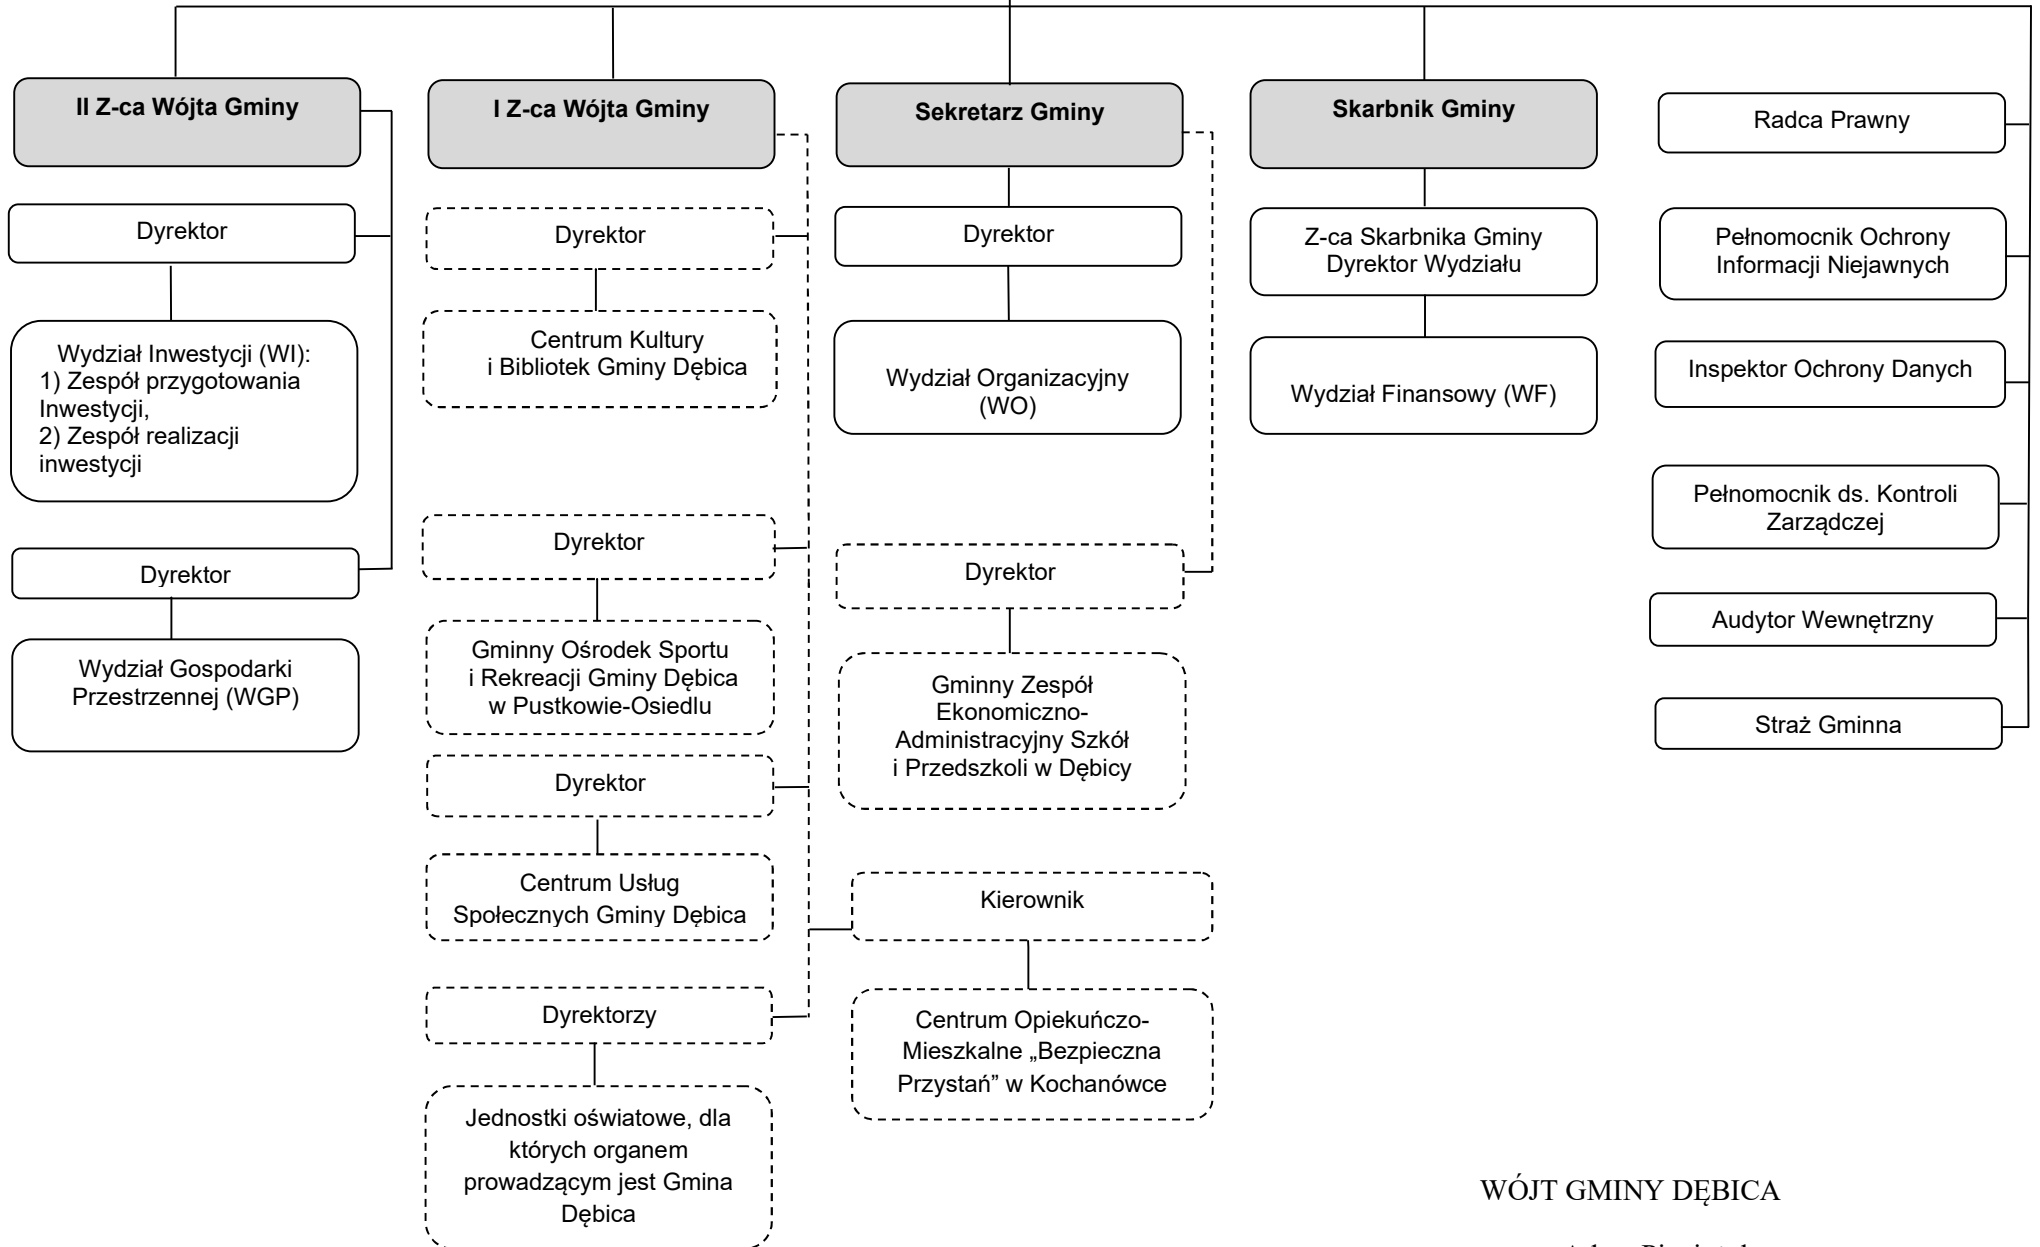 II Z-ca Wójta Gminy
I Z-ca Wójta Gminy
Sekretarz Gminy
Skarbnik Gminy
Radca Prawny
Dyrektor
Dyrektor
Dyrektor
Z-ca Skarbnika Gminy
Dyrektor Wydziału
Pełnomocnik Ochrony
Informacji Niejawnych
Wydział Inwestycji (WI):
1) Zespół przygotowania
Inwestycji,
2) Zespół realizacji
inwestycji
Centrum Kultury
i Bibliotek Gminy Dębica
Wydział Organizacyjny
(WO)
Wydział Finansowy (WF)
Inspektor Ochrony Danych
Pełnomocnik ds. Kontroli
Zarządczej
Dyrektor
Dyrektor
Dyrektor
Audytor Wewnętrzny
Wydział Gospodarki
Przestrzennej (WGP)
Gminny Ośrodek Sportu
i Rekreacji Gminy Dębica
w Pustkowie-Osiedlu
Gminny Zespół
Ekonomiczno-
Administracyjny Szkół
i Przedszkoli w Dębicy
Straż Gminna
Dyrektor
Centrum Usług
Społecznych Gminy Dębica
Kierownik
Dyrektorzy
Centrum Opiekuńczo-
Mieszkalne „Bezpieczna
Przystań” w Kochanówce
Jednostki oświatowe, dla
których organem
prowadzącym jest Gmina
Dębica
WÓJT GMINY DĘBICA